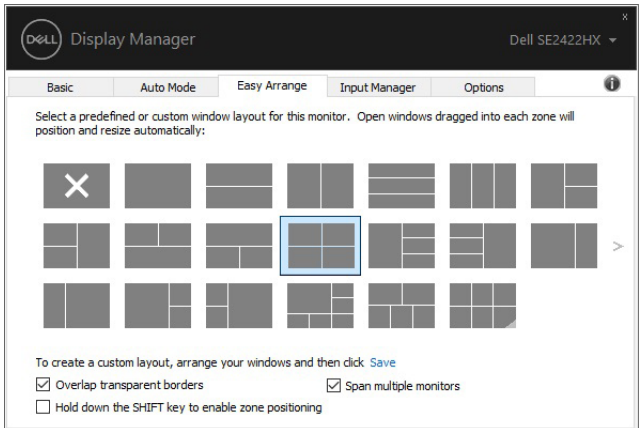 x
DELL Display Manager Dell SE2422HX
Basic Auto Mode Easy Arrange Input Manager Options i
Select a predefined or custom window layout for this monitor. Open windows dragged into each zone will
position and resize automatically:
To create a custom layout, arrange your windows and then click Save
Overlap transparent borders Span multiple monitors
Hold down the SHIFT key to enable zone positioning